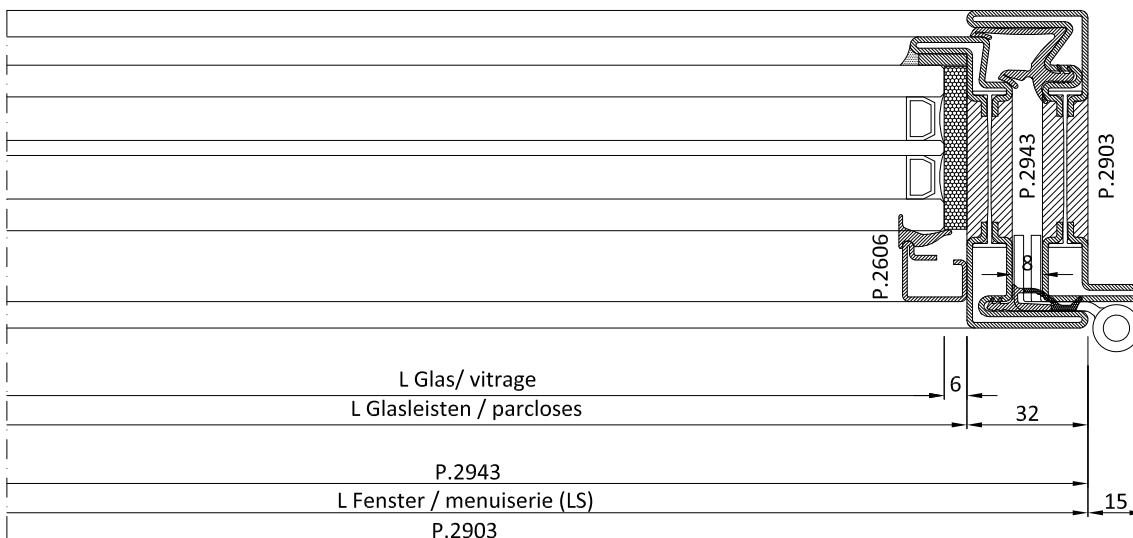 P.2943
P.2903
P.2606
8
L Glas/ vitrage
6
L Glasleisten / parcloses
32
P.2943
L Fenster / menuiserie (LS)
15
P.2903